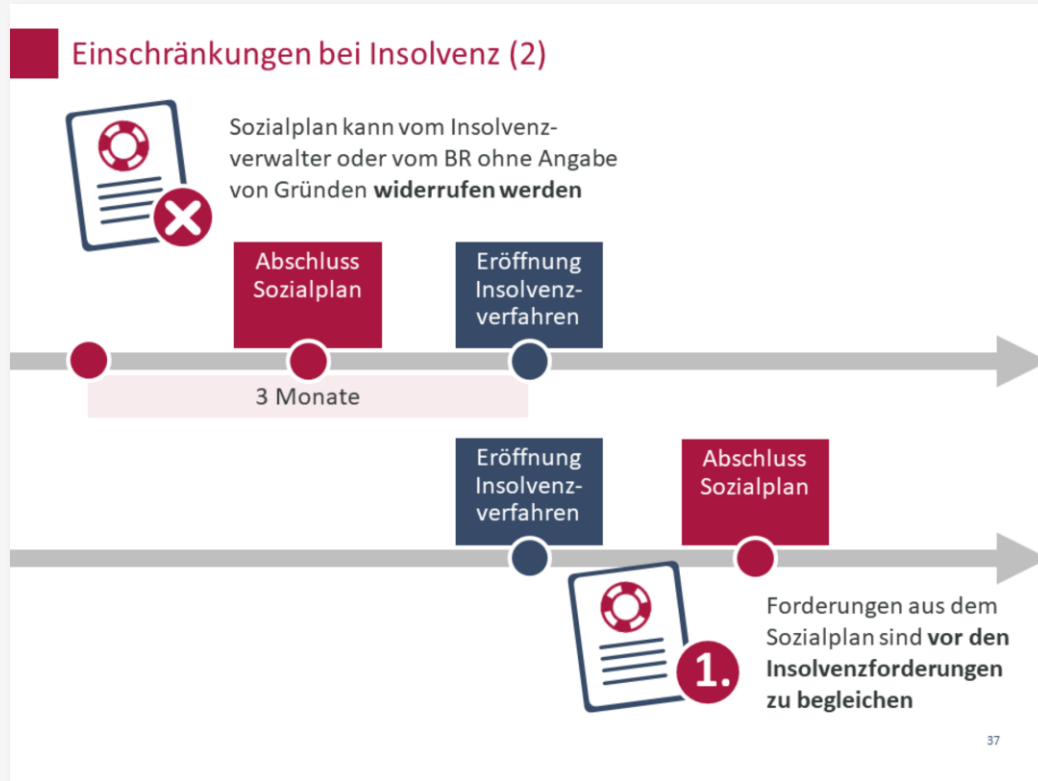 Einschränkungen bei Insolvenz (2)
Sozialplan kann vom Insolvenz-
verwalter oder vom BR ohne Angabe
von Gründen widerrufen werden
Abschluss
Sozialplan
Eröffnung
Insolvenz-
verfahren
3 Monate
Eröffnung
Insolvenz-
verfahren
Abschluss
Sozialplan
1.
Forderungen aus dem
Sozialplan sind vor den
Insolvenzforderungen
zu begleichen
37